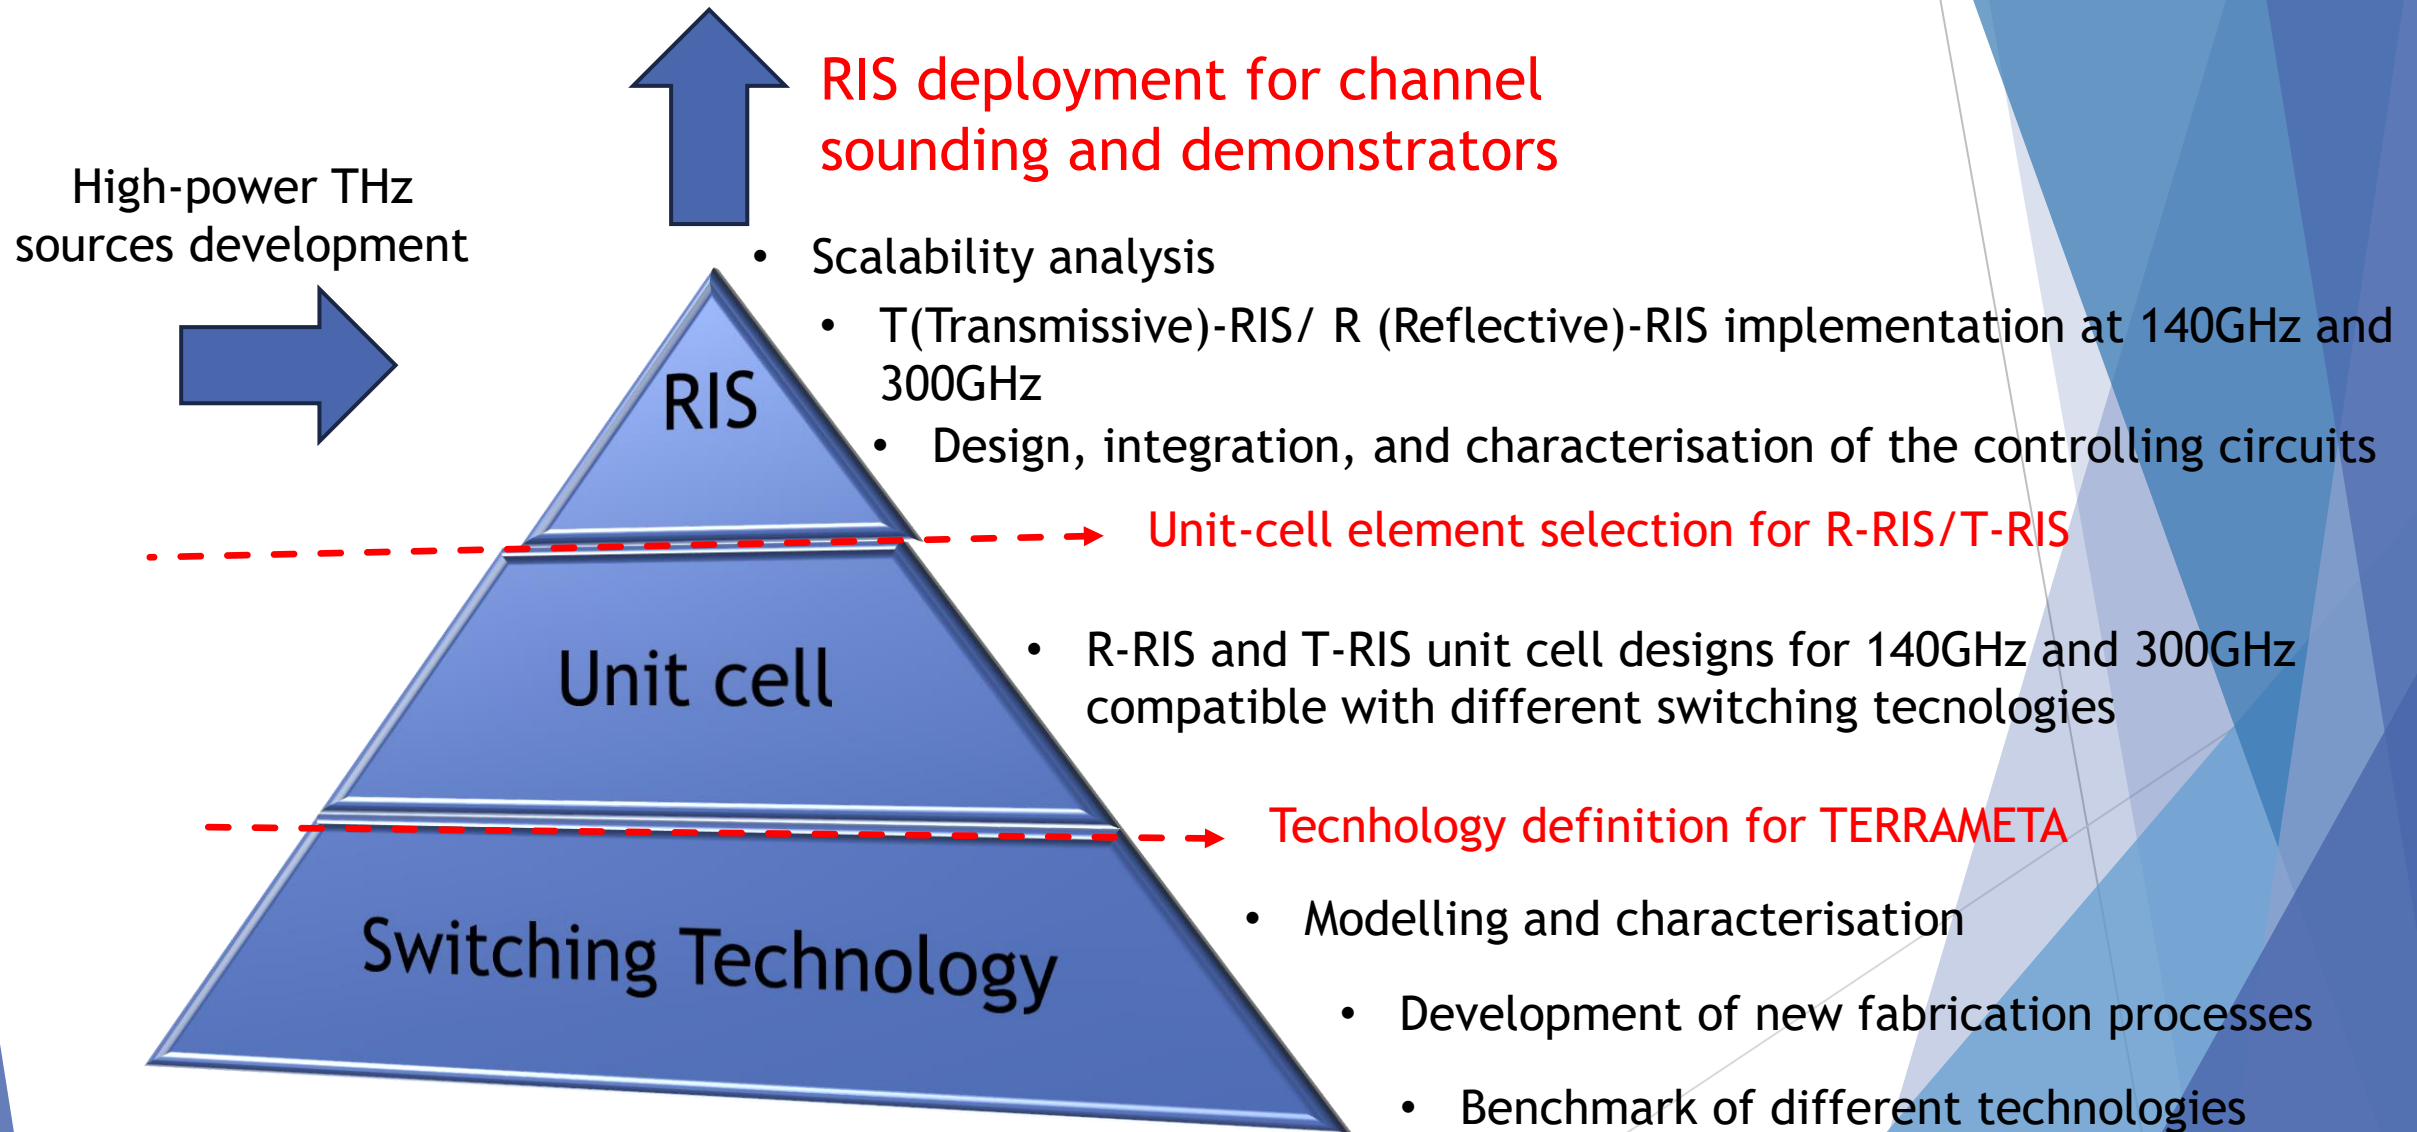 RIS deployment for channel
sounding and demonstrators
High-power THz
sources development
• Scalability analysis
• T(Transmissive)-RIS/ R (Reflective)-RIS implementation at 140GHz and
300GHz
RIS
• Design, integration, and characterisation of the controlling circuits
Unit-cell element selection for R-RIS/T-RIS
Unit cell
• R-RIS and T-RIS unit cell designs for 140GHz and 300GHz
compatible with different switching tecnologies
Tecnhology definition for TERRAMETA
Switching Technology
• Modelling and characterisation
• Development of new fabrication processes
• Benchmark of different technologies